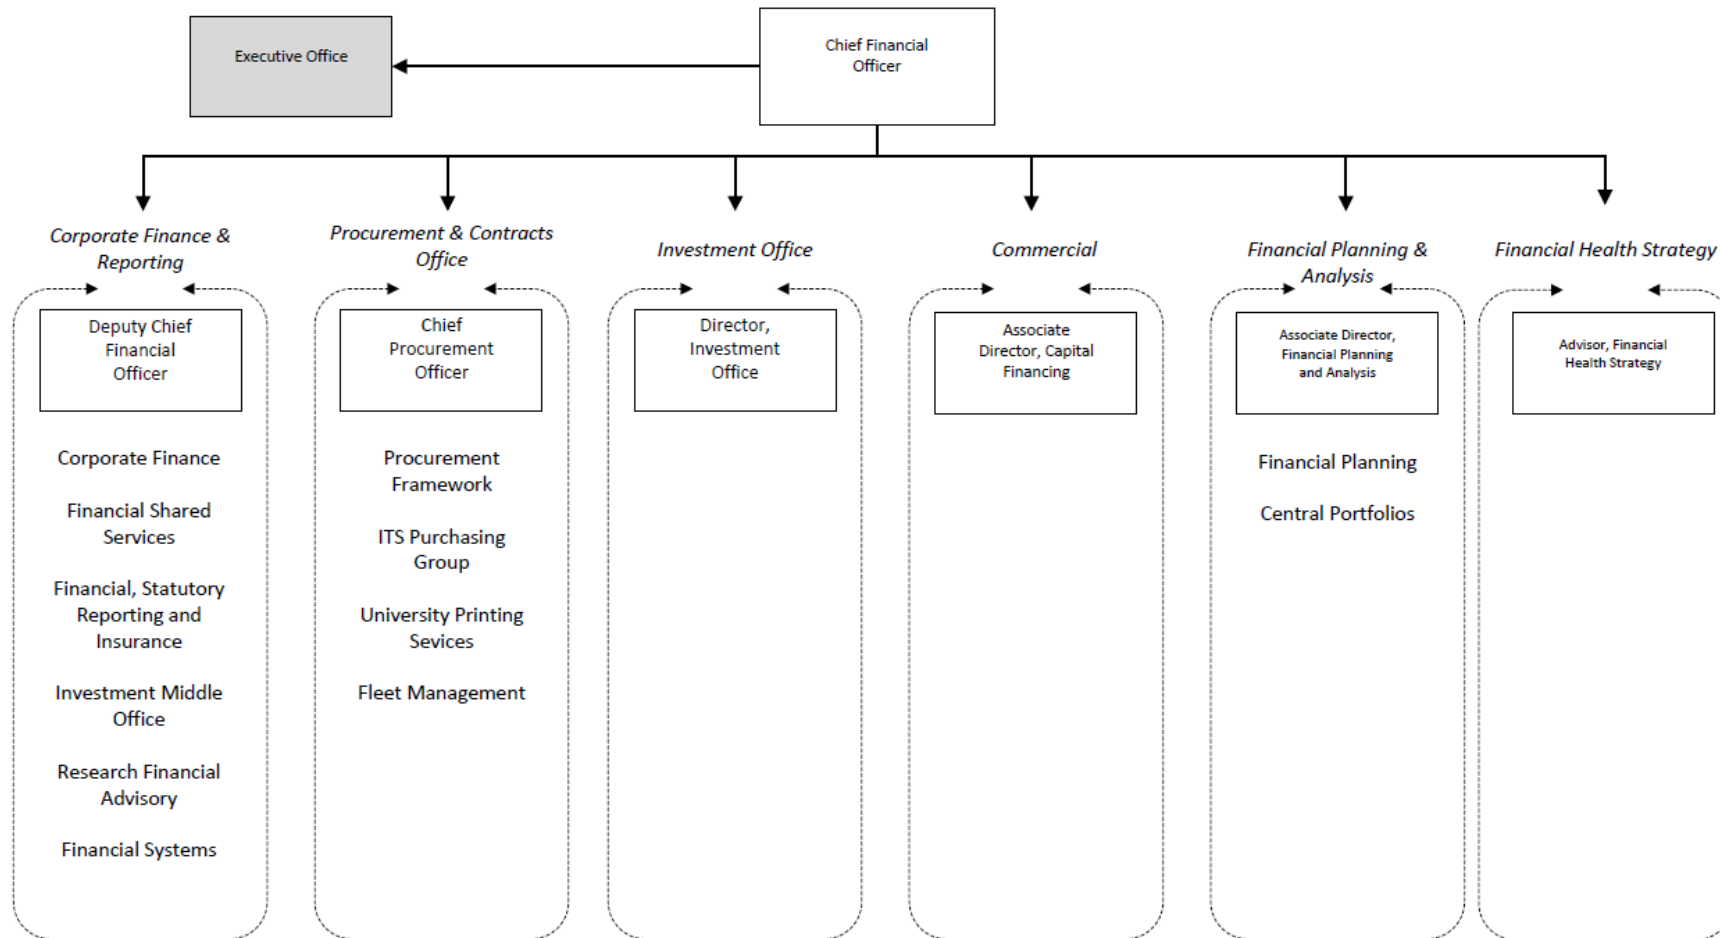 Executive Office
Chief Financial
Officer
Corporate Finance &
Reporting
Procurement & Contracts
Office
Investment Office
Commercial
Financial Planning &
Analysis
Financial Health Strategy
Deputy Chief
Financial
Officer
Corporate Finance
Financial Shared
Services
Financial, Statutory
Reporting and
Insurance
Investment Middle
Office
Research Financial
Advisory
Financial Systems
Chief
Procurement
Officer
Procurement
Framework
ITS Purchasing
Group
University Printing
Sevices
Fleet Management
Director,
Investment
Office
Associate
Director, Capital
Financing
Associate Director,
Financial Planning
and Analysis
Financial Planning
Central Portfolios
Advisor, Financial
Health Strategy